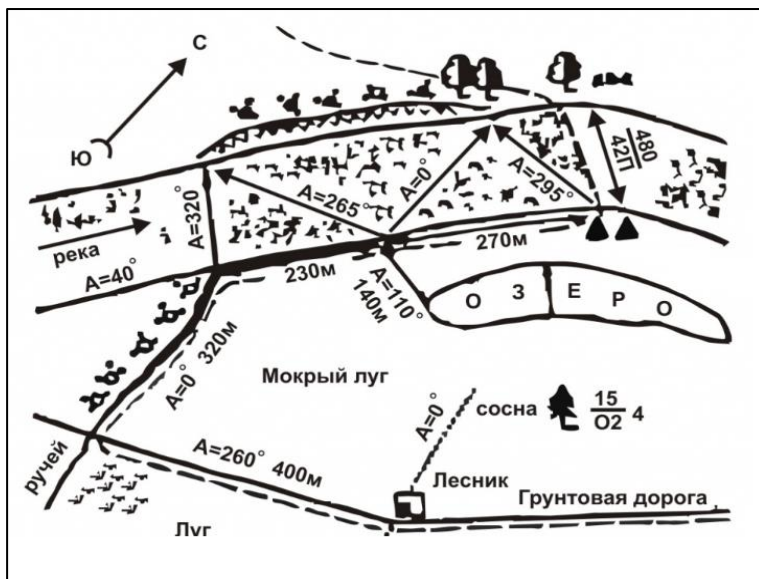 С
Ю
480
42П
А=0°
А=295°
А=265°
А=320°
река
А=40°
230м
270м
А=110°
140м
О З Е Р О
А=0° 320м
Мокрый луг
А=0°
сосна
15
О2
4
ручей
А=260° 400м
Лесник
Грунтовая дорога
Луг